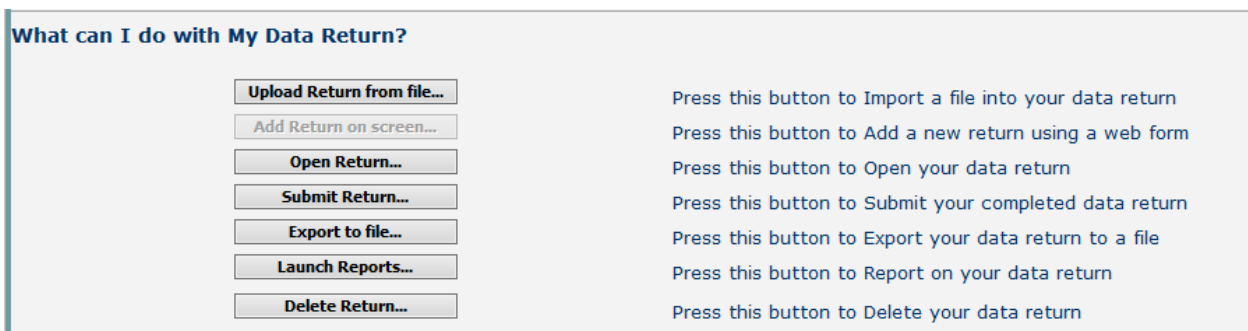 What can I do with My Data Return?
Upload Return from file... Press this button to Import a file into your data return
Add Return on screen... Press this button to Add a new return using a web form
Open Return... Press this button to Open your data return
Submit Return... Press this button to Submit your completed data return
Export to file... Press this button to Export your data return to a file
Launch Reports... Press this button to Report on your data return
Delete Return... Press this button to Delete your data return